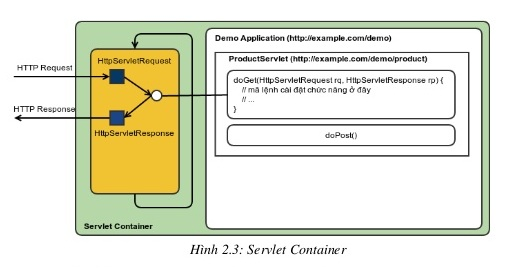 Demo Application (http://example.com/demo)
HttpServletRequest
ProductServlet (http://example.com/demo/product)
HTTP Request
doGet(HttpServletRequest rq, HttpServletResponse rp) {
// mã lệnh cài đặt chức năng ở đây
// ...
}
HTTP Response
HttpServletResponse
doPost()
Servlet Container
Hình 2.3: Servlet Container